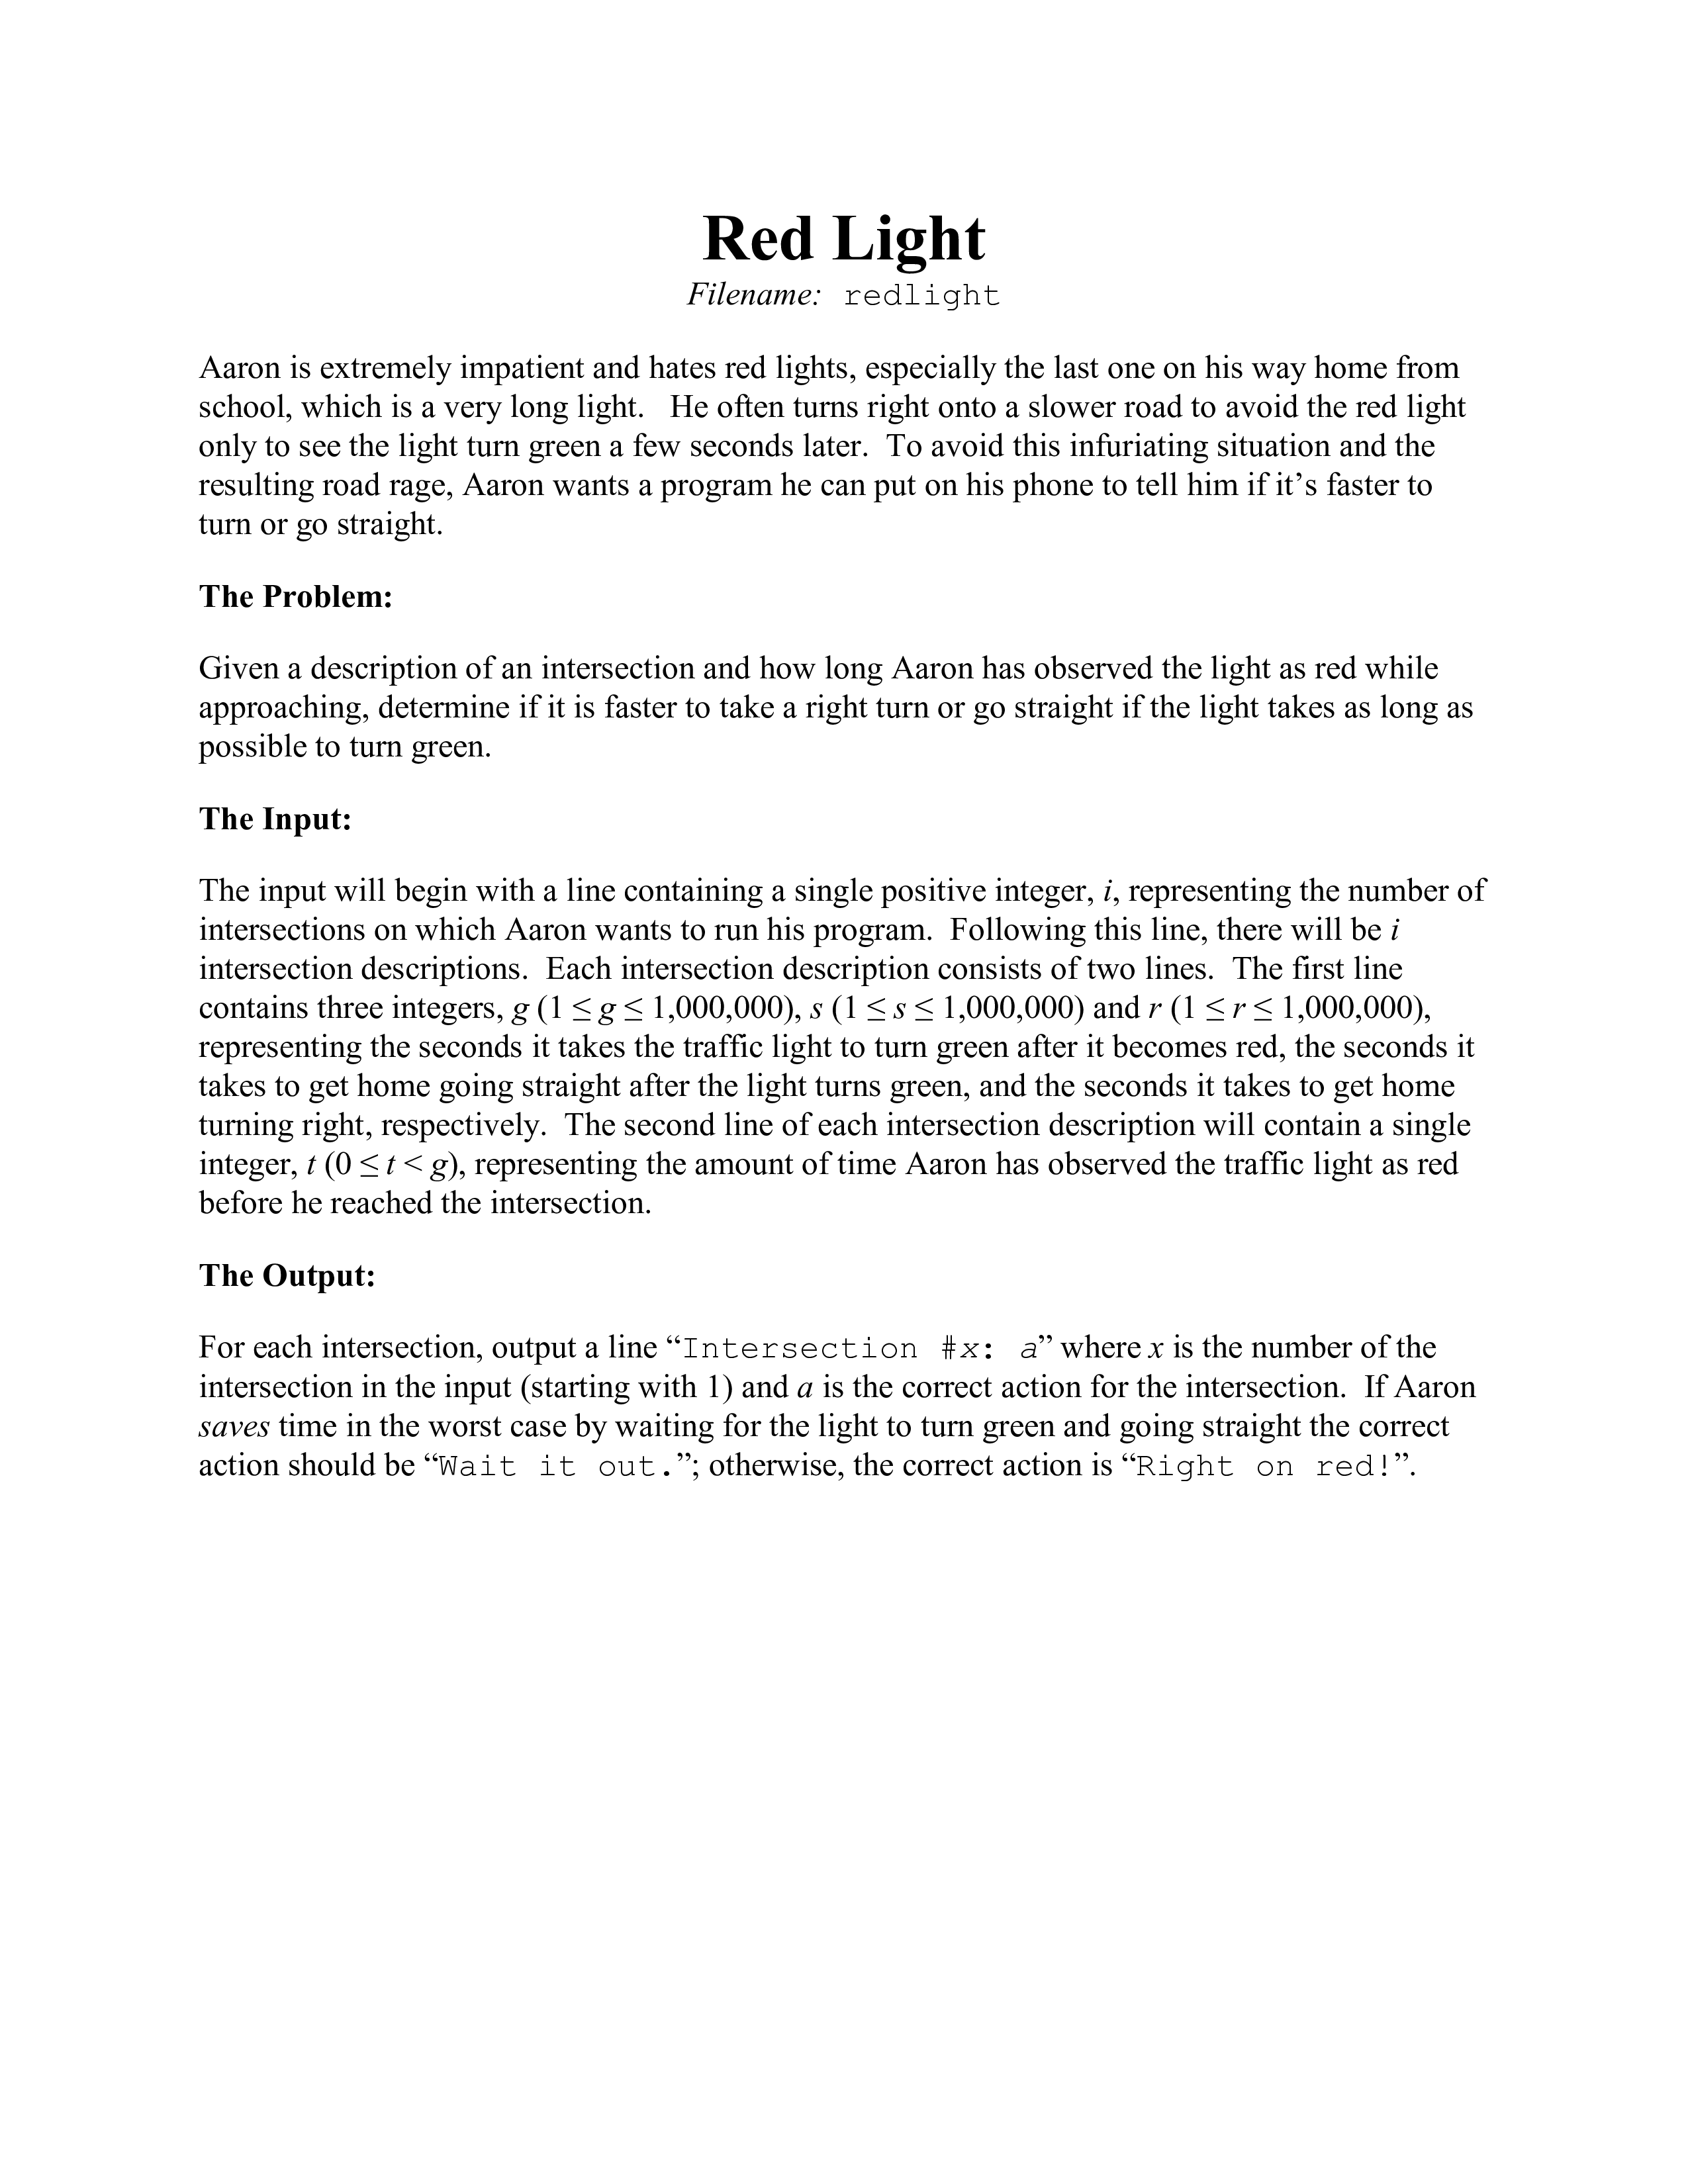 Red Light
Filename: redlight
Aaron is extremely impatient and hates red lights, especially the last one on his way home from
school, which is a very long light.   He often turns right onto a slower road to avoid the red light
only to see the light turn green a few seconds later.  To avoid this infuriating situation and the
resulting road rage, Aaron wants a program he can put on his phone to tell him if it’s faster to
turn or go straight.
The Problem:
Given a description of an intersection and how long Aaron has observed the light as red while
approaching, determine if it is faster to take a right turn or go straight if the light takes as long as
possible to turn green.
The Input:
The input will begin with a line containing a single positive integer, i, representing the number of
intersections on which Aaron wants to run his program.  Following this line, there will be i
intersection descriptions.  Each intersection description consists of two lines.  The first line
contains three integers, g (1 ≤ g ≤ 1,000,000), s (1 ≤ s ≤ 1,000,000) and r (1 ≤ r ≤ 1,000,000),
representing the seconds it takes the traffic light to turn green after it becomes red, the seconds it
takes to get home going straight after the light turns green, and the seconds it takes to get home
turning right, respectively.  The second line of each intersection description will contain a single
integer, t (0 ≤ t < g), representing the amount of time Aaron has observed the traffic light as red
before he reached the intersection.
The Output:
For each intersection, output a line “Intersection #x: a” where x is the number of the
intersection in the input (starting with 1) and a is the correct action for the intersection.  If Aaron
saves time in the worst case by waiting for the light to turn green and going straight the correct
action should be “Wait it out.”; otherwise, the correct action is “Right on red!”.